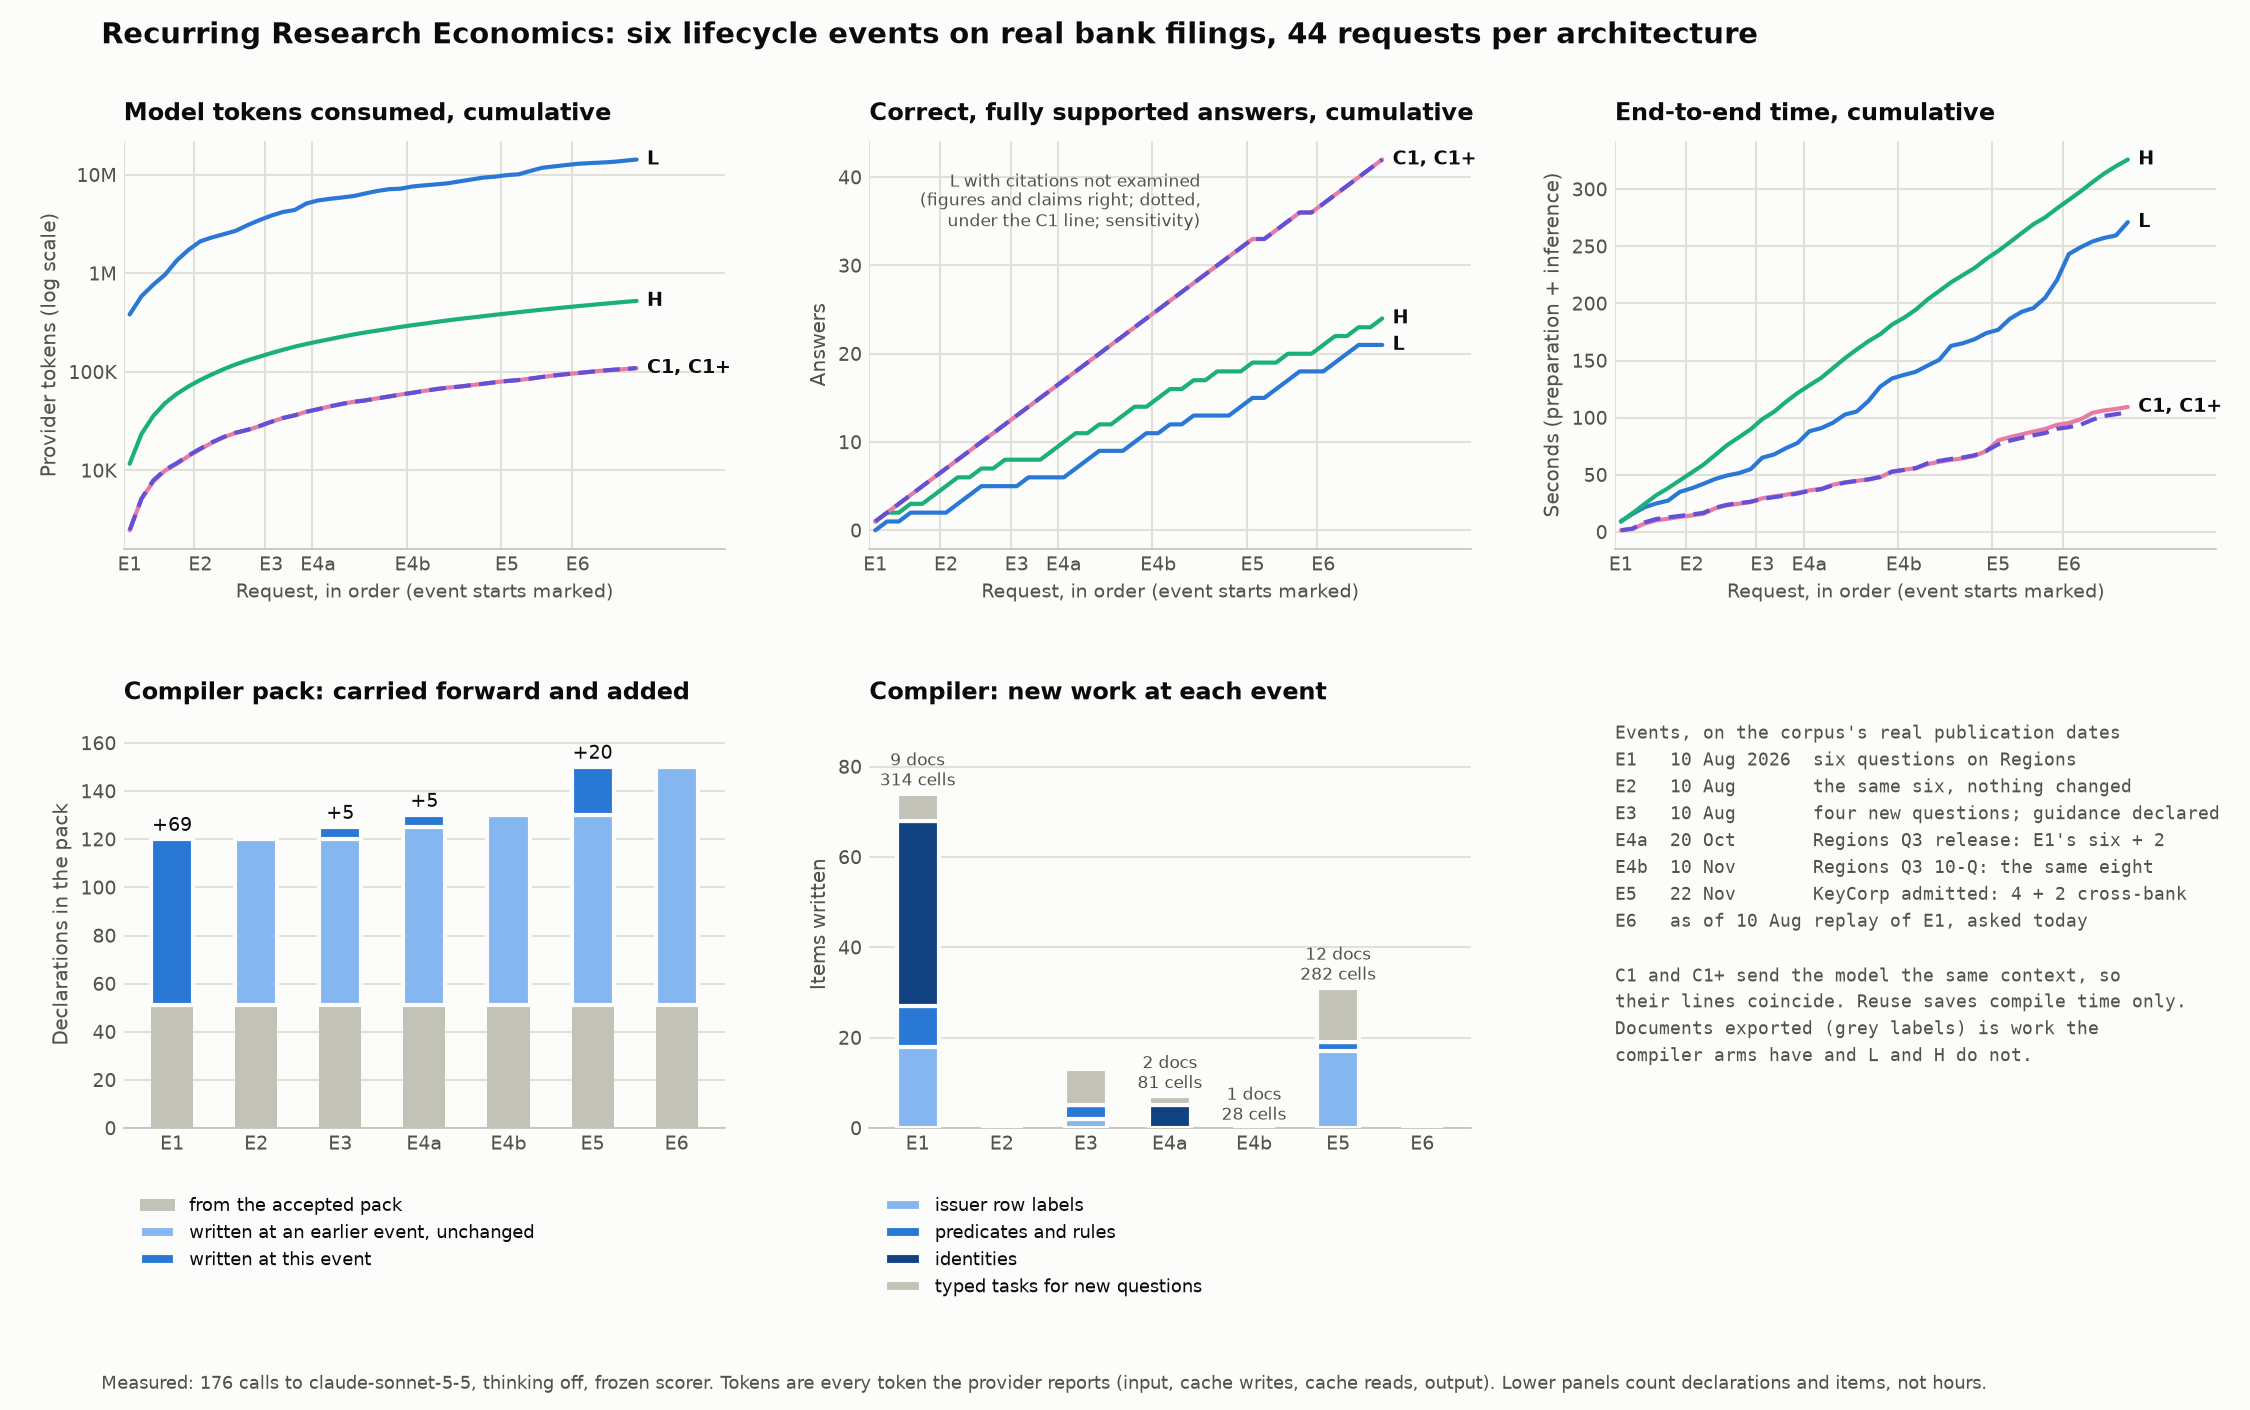 Recurring Research Economics: six lifecycle events on real bank filings, 44 requests per architecture
Model tokens consumed, cumulative
Provider tokens (log scale)
10M
1M
100K
10K
L
H
C1, C1+
E1 E2 E3 E4a E4b E5 E6
Request, in order (event starts marked)
Correct, fully supported answers, cumulative
Answers
40
30
20
10
0
L with citations not examined
(figures and claims right; dotted,
under the C1 line; sensitivity)
C1, C1+
H
L
E1 E2 E3 E4a E4b E5 E6
Request, in order (event starts marked)
End-to-end time, cumulative
Seconds (preparation + inference)
300
250
200
150
100
50
0
H
L
C1, C1+
E1 E2 E3 E4a E4b E5 E6
Request, in order (event starts marked)
Compiler pack: carried forward and added
Declarations in the pack
160
140
120
100
80
60
40
20
0
+69
+5
+5
+20
E1 E2 E3 E4a E4b E5 E6
from the accepted pack
written at an earlier event, unchanged
written at this event
Compiler: new work at each event
Items written
80
60
40
20
0
9 docs
314 cells
2 docs
81 cells
1 docs
28 cells
12 docs
282 cells
E1 E2 E3 E4a E4b E5 E6
issuer row labels
predicates and rules
identities
typed tasks for new questions
Events, on the corpus's real publication dates
E1 10 Aug 2026 six questions on Regions
E2 10 Aug the same six, nothing changed
E3 10 Aug four new questions; guidance declared
E4a 20 Oct Regions Q3 release: E1's six + 2
E4b 10 Nov Regions Q3 10-Q: the same eight
E5 22 Nov KeyCorp admitted: 4 + 2 cross-bank
E6 as of 10 Aug replay of E1, asked today
C1 and C1+ send the model the same context, so
their lines coincide. Reuse saves compile time only.
Documents exported (grey labels) is work the
compiler arms have and L and H do not.
Measured: 176 calls to claude-sonnet-5-5, thinking off, frozen scorer. Tokens are every token the provider reports (input, cache writes, cache reads, output). Lower panels count declarations and items, not hours.